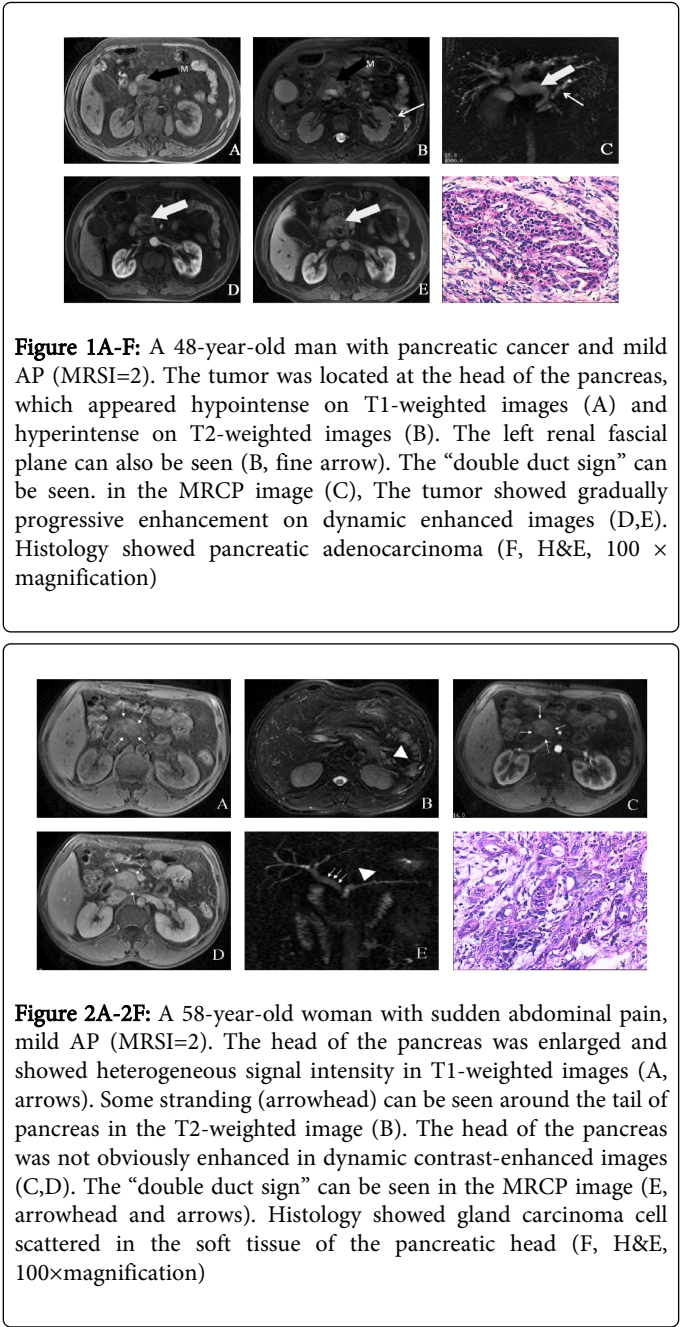 M
A
M
B
C
D
E
Figure 1A-F: A 48-year-old man with pancreatic cancer and mild
AP (MRSI=2). The tumor was located at the head of the pancreas,
which appeared hypointense on T1-weighted images (A) and
hyperintense on T2-weighted images (B). The left renal fascial
plane can also be seen (B, fine arrow). The “double duct sign” can
be seen. in the MRCP image (C), The tumor showed gradually
progressive enhancement on dynamic enhanced images (D,E).
Histology showed pancreatic adenocarcinoma (F, H&E, 100 ×
magnification)
A
B
C
D
E
Figure 2A-2F: A 58-year-old woman with sudden abdominal pain,
mild AP (MRSI=2). The head of the pancreas was enlarged and
showed heterogeneous signal intensity in T1-weighted images (A,
arrows). Some stranding (arrowhead) can be seen around the tail of
pancreas in the T2-weighted image (B). The head of the pancreas
was not obviously enhanced in dynamic contrast-enhanced images
(C,D). The “double duct sign” can be seen in the MRCP image (E,
arrowhead and arrows). Histology showed gland carcinoma cell
scattered in the soft tissue of the pancreatic head (F, H&E,
100×magnification)